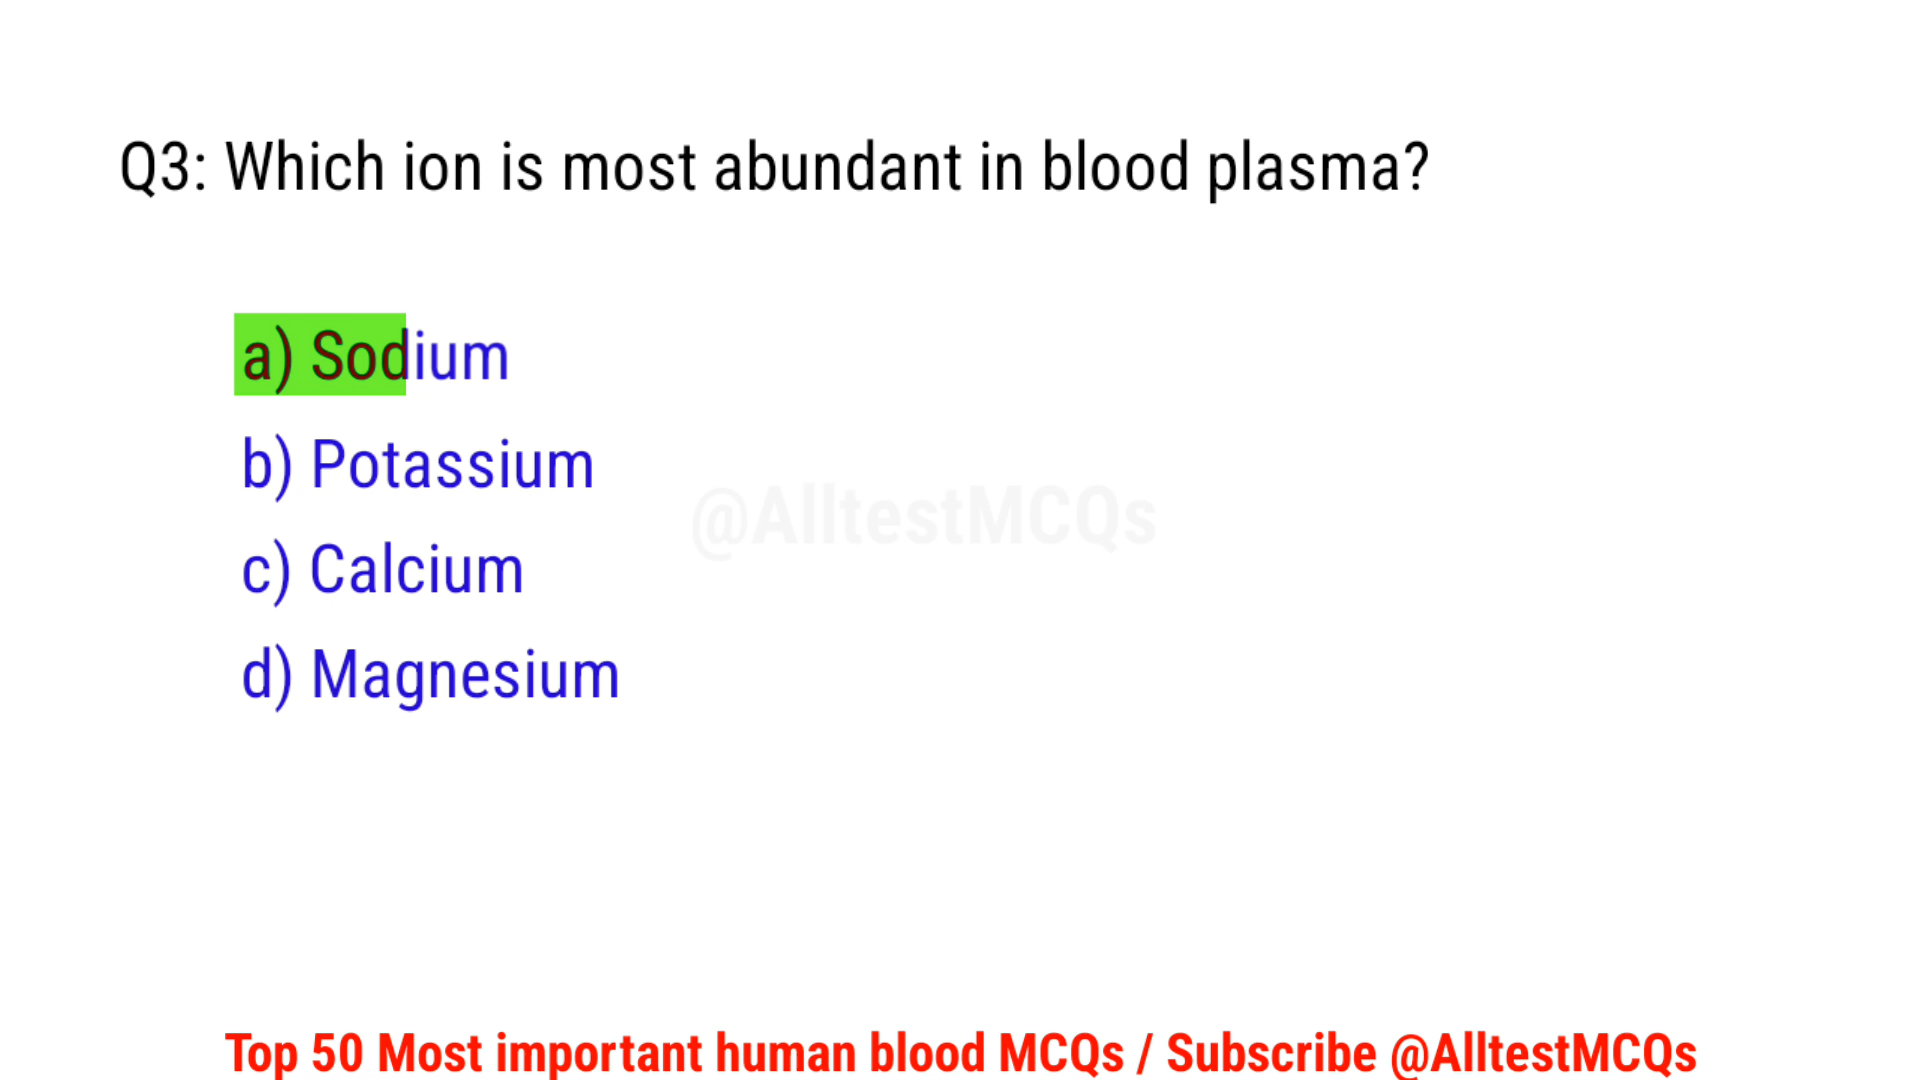 Q3: Which ion is most abundant in blood plasma?
a) Sodium
b) Potassium
@AlltestMCQs
c) Calcium
d) Magnesium
Top 50 Most important human blood MCQs / Subscribe @AlltestMCQs